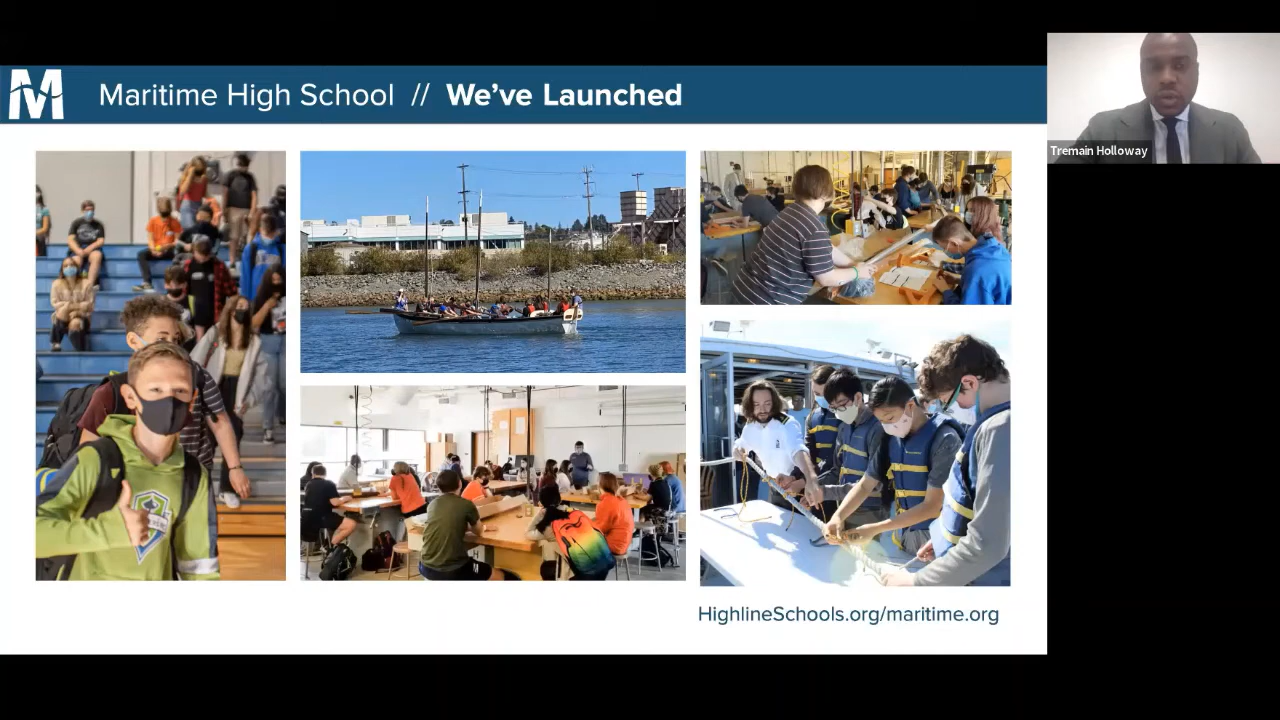 M
Maritime High School // We've Launched
Tremain Holloway
HighlineSchools.org/maritime.org